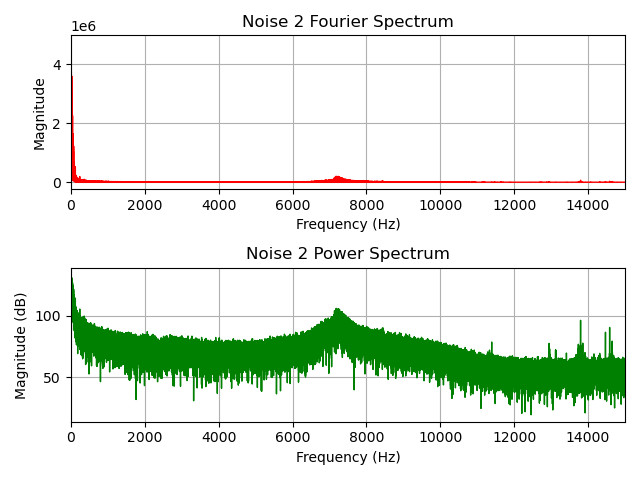 Noise 2 Fourier Spectrum
1e6
4
2
0
Magnitude
0 2000 4000 6000 8000 10000 12000 14000
Frequency (Hz)
Noise 2 Power Spectrum
100
50
Magnitude (dB)
0 2000 4000 6000 8000 10000 12000 14000
Frequency (Hz)